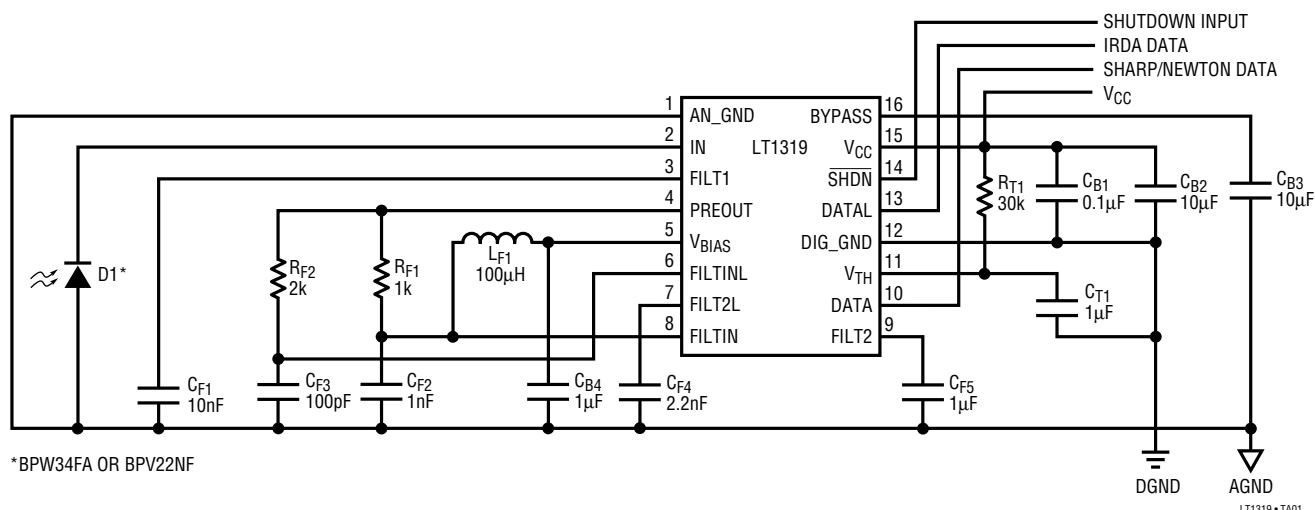 SHUTDOWN INPUT
IRDA DATA
SHARP/NEWTON DATA
VCC
1
AN_GND
2
IN
3
FILT1
4
PREOUT
5
VBIAS
6
FILTINL
7
FILT2L
8
FILTIN
LT1319
16
BYPASS
15
VCC
14
SHDN
13
DATAL
12
DIG_GND
11
VTH
10
DATA
9
FILT2
D1*
RF2
2k
RF1
1k
LF1
100µH
RT1
30k
CB1
0.1µF
CB2
10µF
CB3
10µF
CT1
1µF
CF1
10nF
CF3
100pF
CF2
1nF
CB4
1µF
CF4
2.2nF
CF5
1µF
*BPW34FA OR BPV22NF
DGND
AGND
LT1319 • TA01